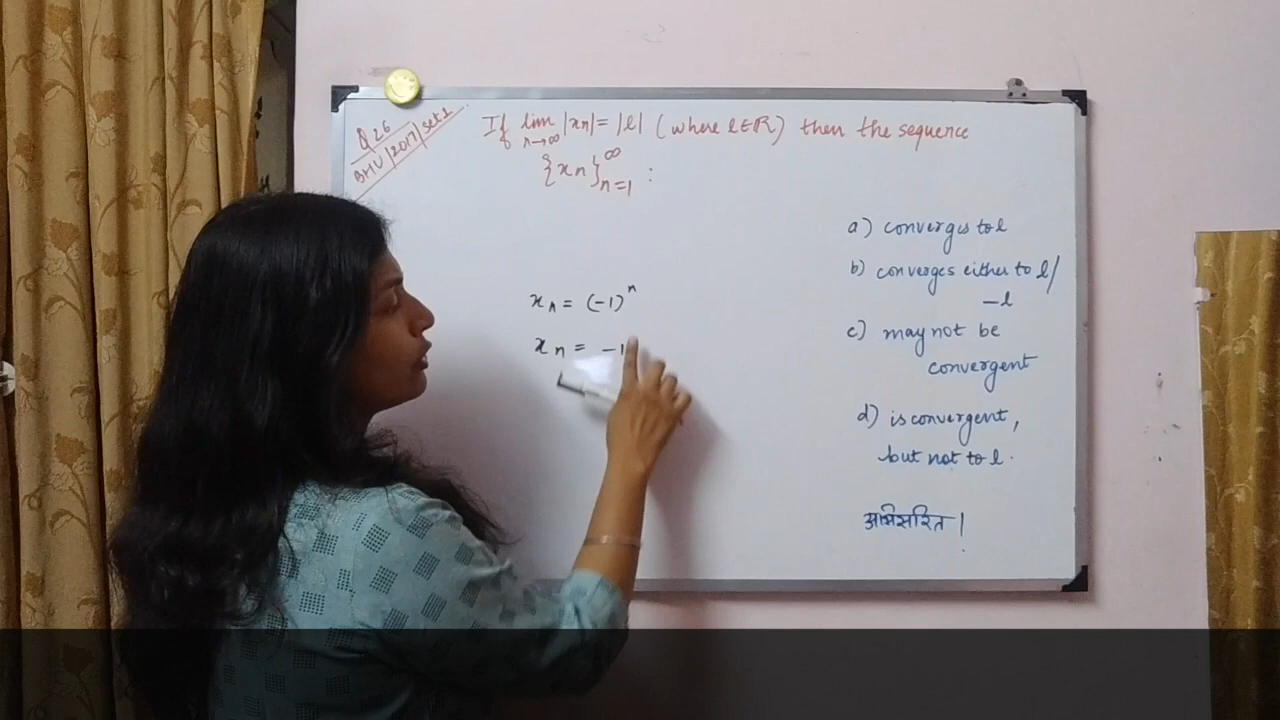 Q 26
BHU/2017/set 1
If lim n→∞ |xn| = |l| (where l∈R) then the sequence
{xn}∞n=1 :
xn = (-1)^n
xn = -1
a) converges to l
b) converges either to l/
-l
c) may not be
convergent
d) is convergent,
but not to l.
अभिसरित।